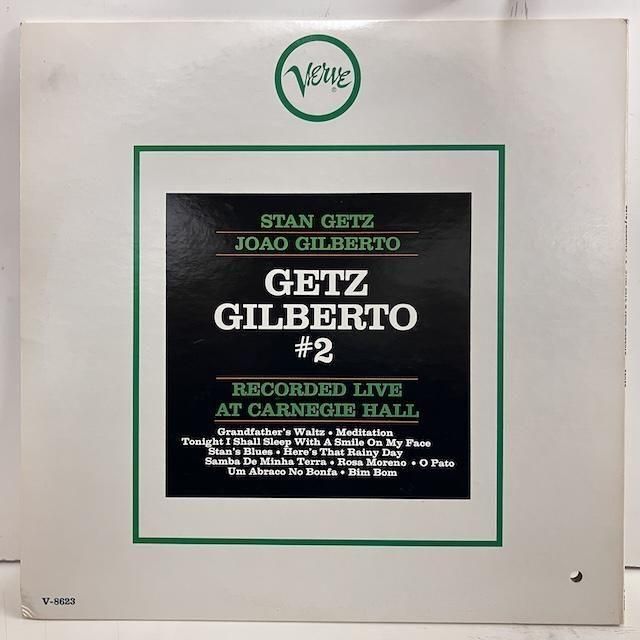 Verve
®
STAN GETZ
JOAO GILBERTO
GETZ
GILBERTO
#2
RECORDED LIVE
AT CARNEGIE HALL
Grandfather's Waltz • Meditation
Tonight I Shall Sleep With A Smile On My Face
Stan's Blues • Here's That Rainy Day
Samba De Minha Terra • Rosa Moreno • O Pato
Um Abraco No Bonfa • Bim Bom
V-8623